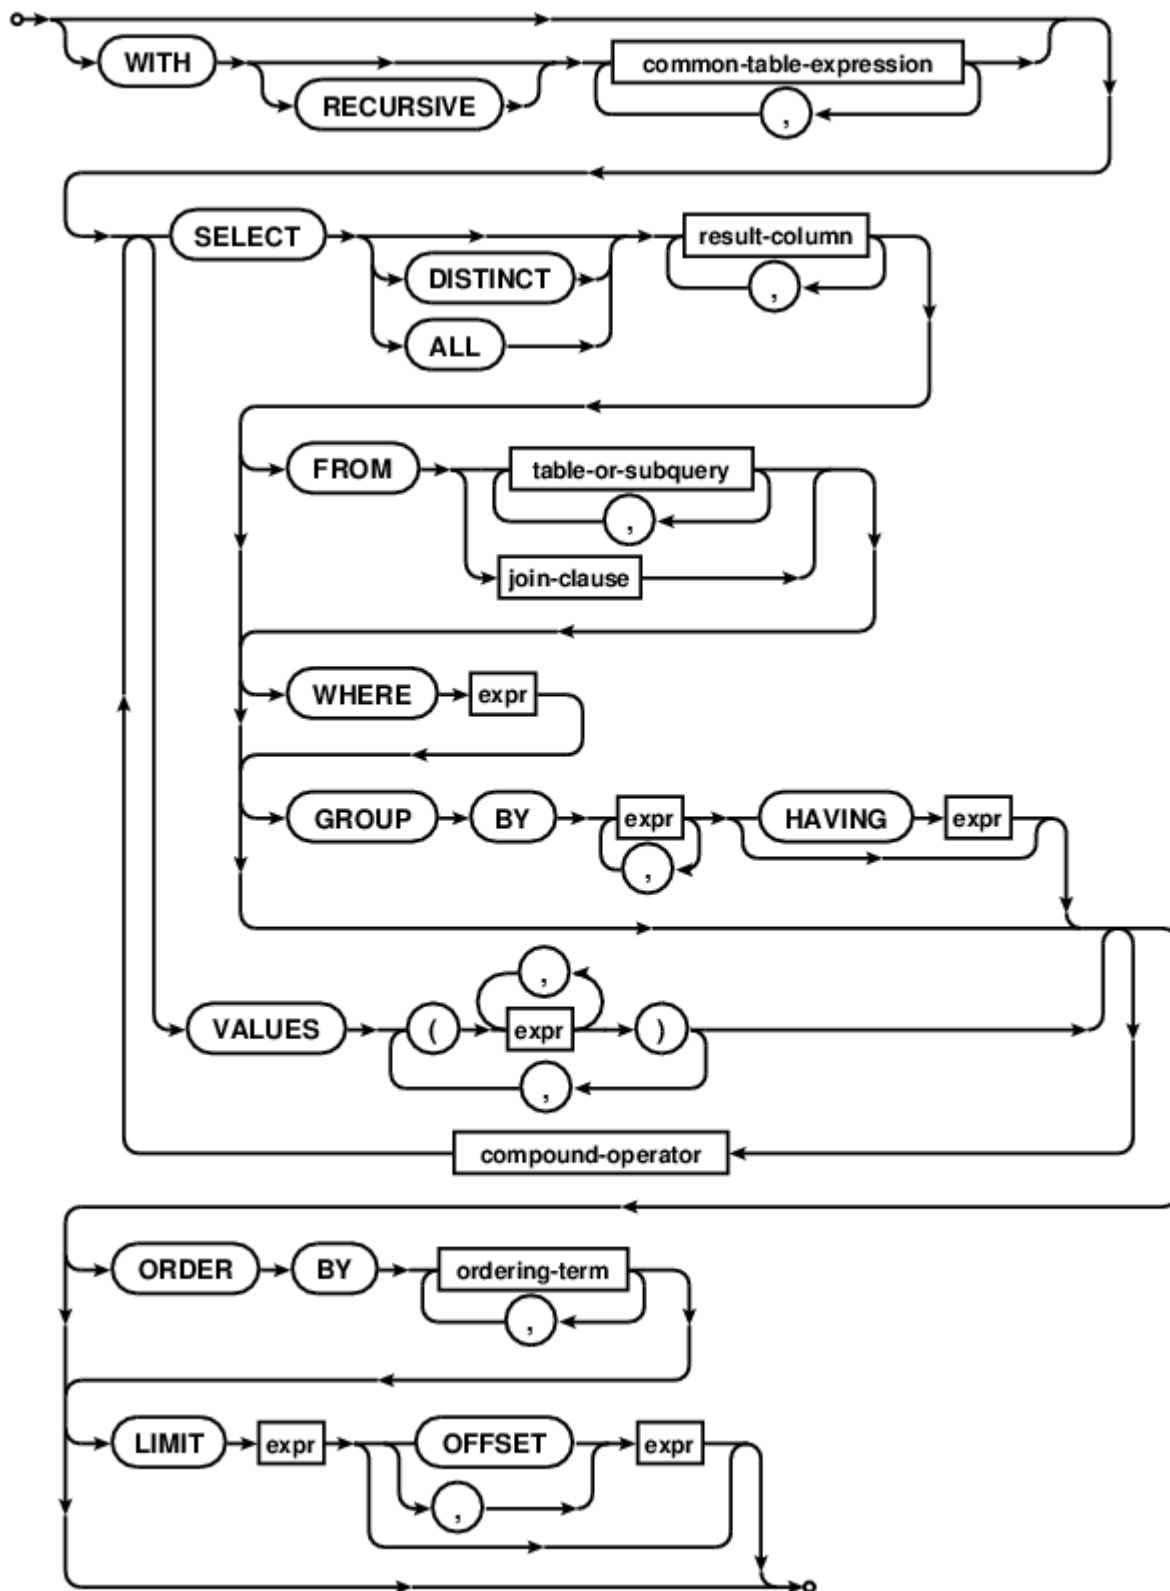 WITH common-table-expression
RECURSIVE ,
SELECT result-column
DISTINCT ,
ALL
FROM table-or-subquery
,
join-clause
WHERE expr
GROUP BY expr HAVING expr
,
,
VALUES ( expr )
,
compound-operator
ORDER BY ordering-term
,
LIMIT expr OFFSET expr
,